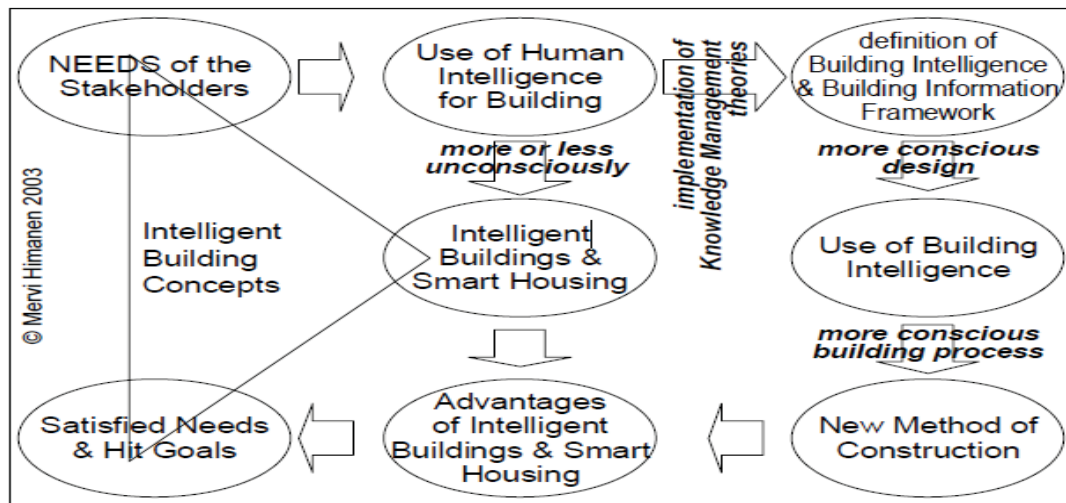 NEEDS of the
Stakeholders
Use of Human
Intelligence
for Building
implementation of
Knowledge Management
theories
definition of
Building Intelligence
& Building Information
Framework
more or less
unconsciously
more conscious
design
© Mervi Himanen 2003
Intelligent
Building
Concepts
Intelligent
Buildings &
Smart Housing
Use of Building
Intelligence
more conscious
building process
Satisfied Needs
& Hit Goals
Advantages
of Intelligent
Buildings & Smart
Housing
New Method of
Construction